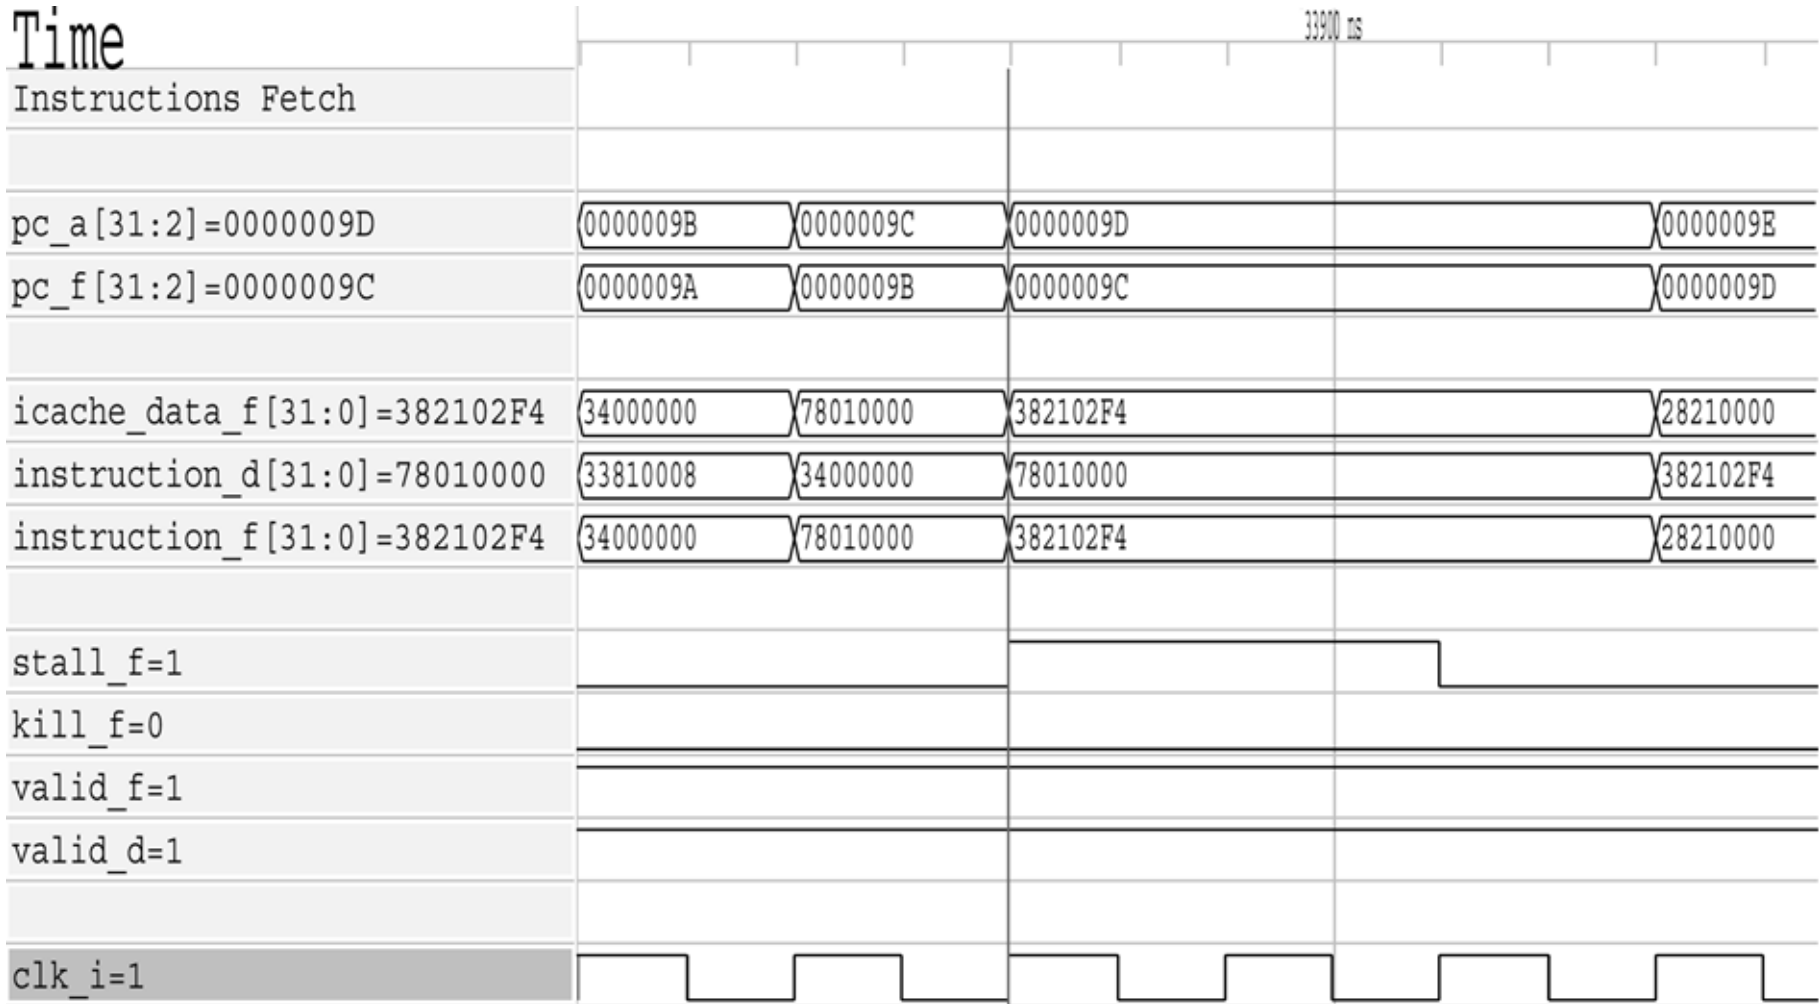 Time
33900 ns
Instructions Fetch
pc_a[31:2]=0000009D 0000009B 0000009C 0000009D 0000009E
pc_f[31:2]=0000009C 0000009A 0000009B 0000009C 0000009D
icache_data_f[31:0]=382102F4 34000000 78010000 382102F4 28210000
instruction_d[31:0]=78010000 33810008 34000000 78010000 382102F4
instruction_f[31:0]=382102F4 34000000 78010000 382102F4 28210000
stall_f=1
kill_f=0
valid_f=1
valid_d=1
clk_i=1